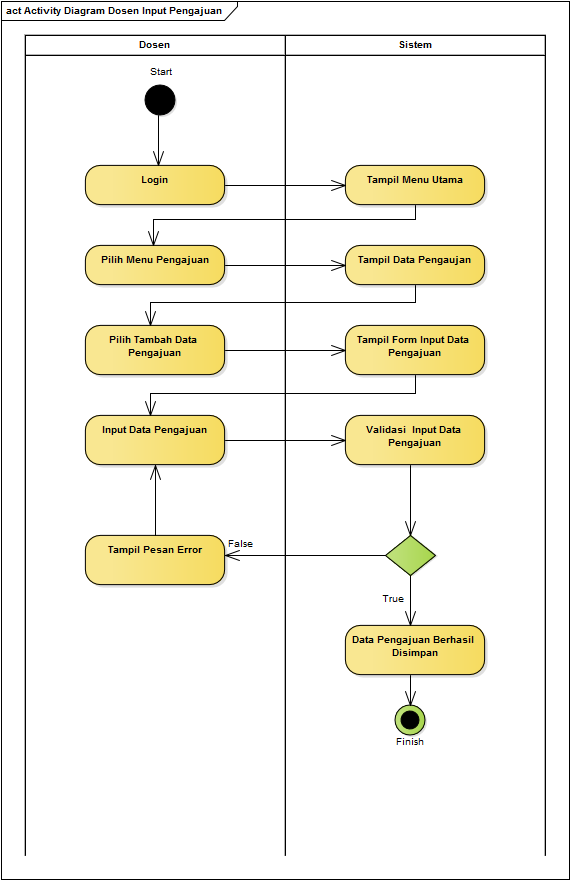 act Activity Diagram Dosen Input Pengajuan
Dosen
Sistem
Start
Login
Tampil Menu Utama
Pilih Menu Pengajuan
Tampil Data Pengaujan
Pilih Tambah Data
Pengajuan
Tampil Form Input Data
Pengajuan
Input Data Pengajuan
Validasi  Input Data
Pengajuan
Tampil Pesan Error
False
True
Data Pengajuan Berhasil
Disimpan
Finish